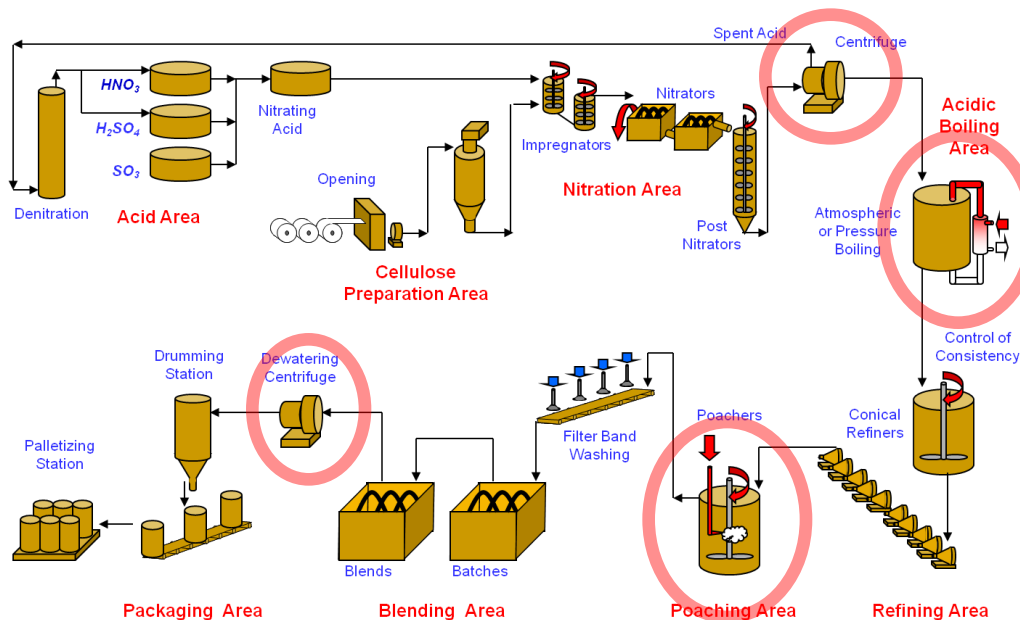 Spent Acid
Centrifuge
HNO3
Nitrating
Acid
H2SO4
SO3
Denitration
Acid Area
Opening
Cellulose
Preparation Area
Impregnators
Nitrators
Nitration Area
Post
Nitrators
Acidic
Boiling
Area
Atmospheric
or Pressure
Boiling
Control of
Consistency
Drumming
Station
Dewatering
Centrifuge
Palletizing
Station
Filter Band
Washing
Poachers
Conical
Refiners
Blends
Batches
Packaging Area
Blending Area
Poaching Area
Refining Area